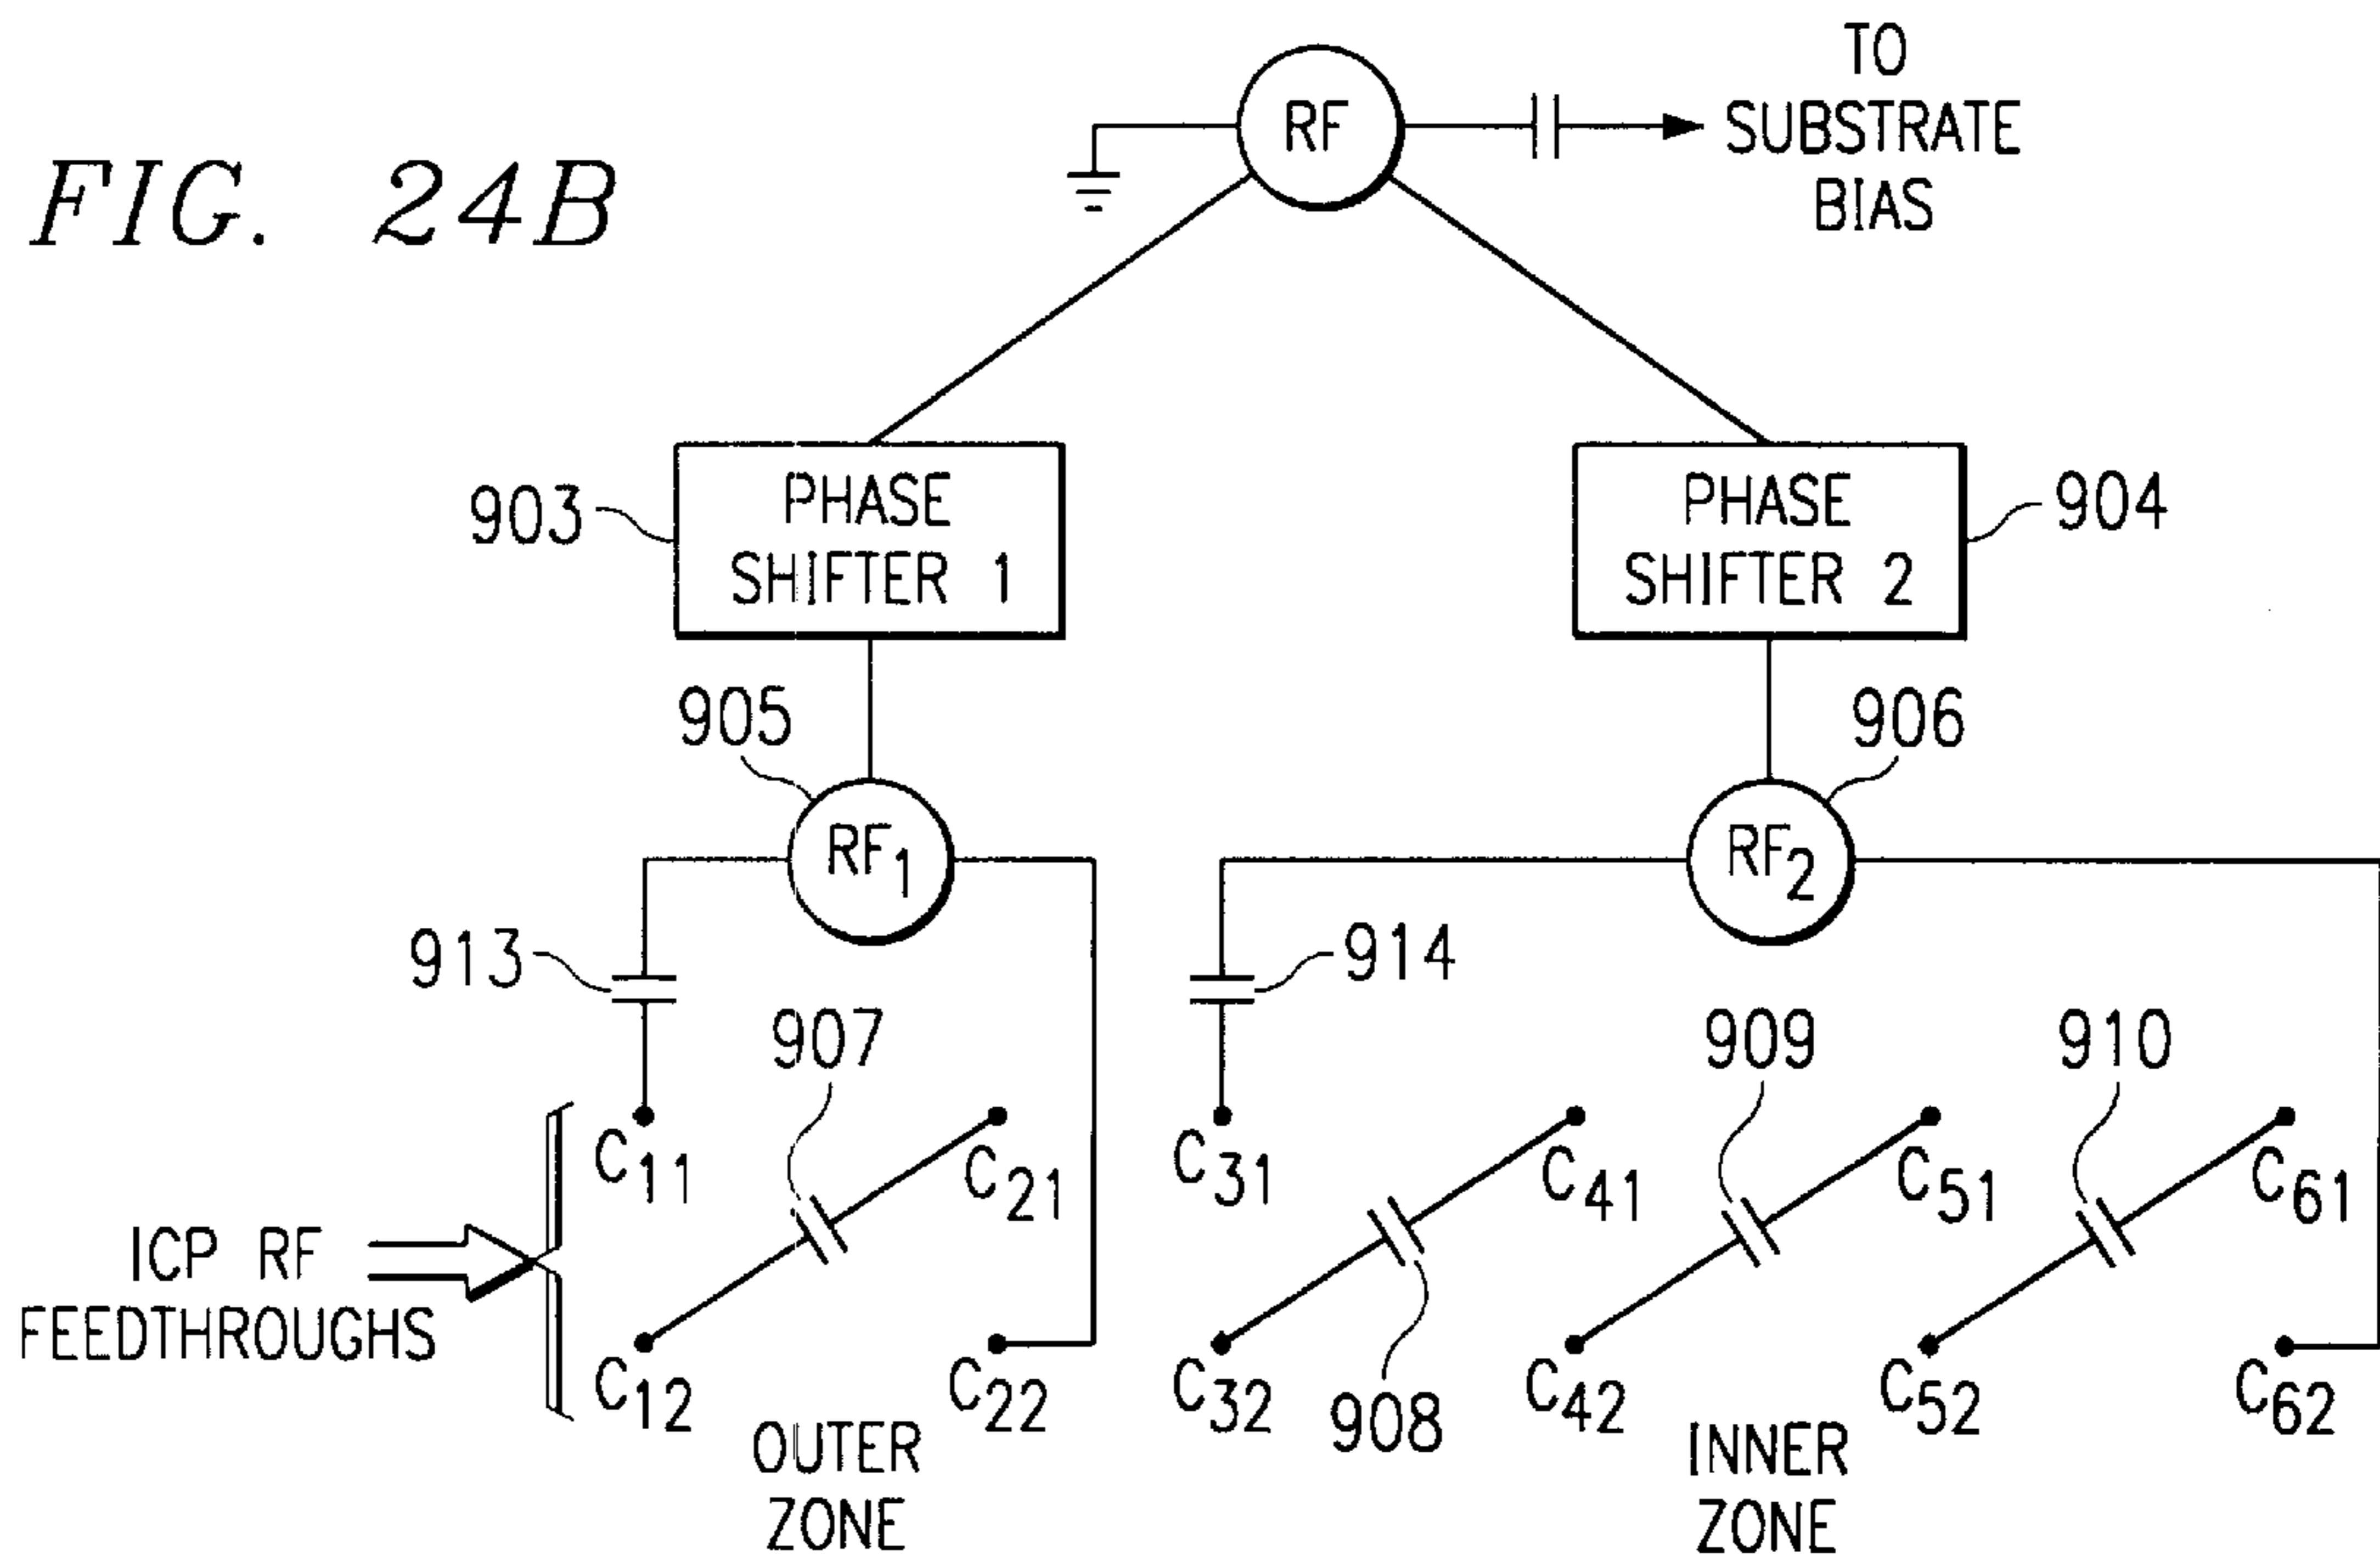 FIG. 24B
RF
TO
SUBSTRATE
BIAS
903
PHASE
SHIFTER 1
PHASE
SHIFTER 2
904
905
RF1
906
RF2
913
914
907
909
910
C11
C21
C31
C41
C51
C61
ICP RF
FEEDTHROUGHS
C12
C22
C32
908
C42
C52
C62
OUTER
ZONE
INNER
ZONE